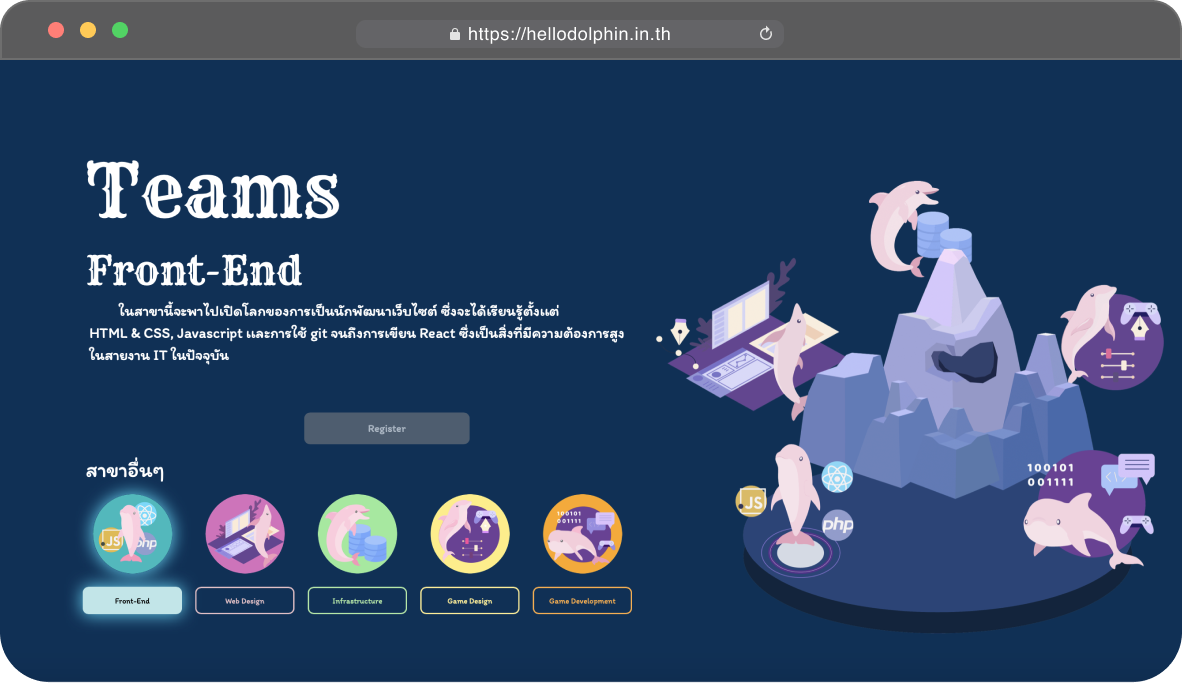 https://hellodolphin.in.th
Teams
Front-End
ในสาขานี้จะพาไปเปิดโลกของการเป็นนักพัฒนาเว็บไซต์ ซึ่งจะได้เรียนรู้ตั้งแต่
HTML & CSS, Javascript และการใช้ git จนถึงการเขียน React ซึ่งเป็นสิ่งที่มีความต้องการสูง
ในสายงาน IT ในปัจจุบัน
Register
สาขาอื่นๆ
JS
php
100101
001111
Front-End
Web Design
Infrastructure
Game Design
Game Development
JS
php
100101
001111